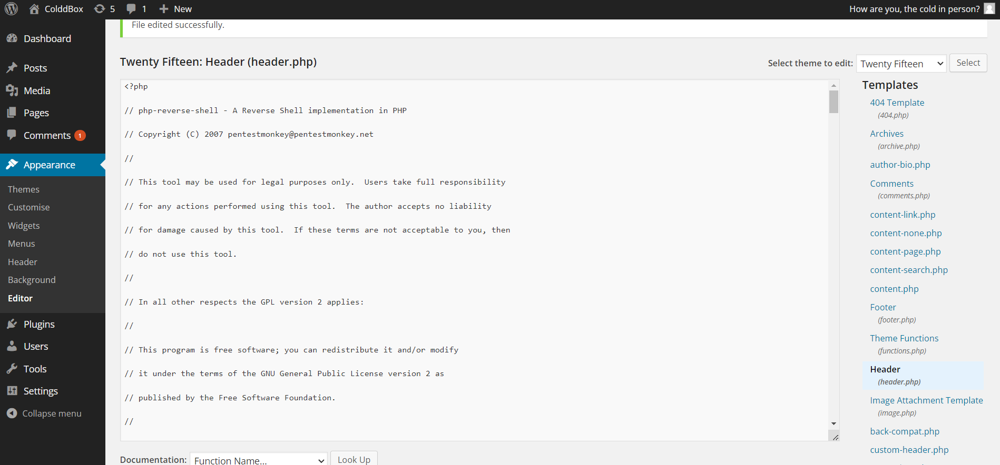 ColddBox 5 1 New How are you, the cold in person?
Dashboard
Posts
Media
Pages
Comments 1
Appearance
Themes
Customise
Widgets
Menus
Header
Background
Editor
Plugins
Users
Tools
Settings
Collapse menu
File edited successfully.
Twenty Fifteen: Header (header.php)
Select theme to edit: Twenty Fifteen Select
<?php
// php-reverse-shell - A Reverse Shell implementation in PHP
// Copyright (C) 2007 pentestmonkey@pentestmonkey.net
//
// This tool may be used for legal purposes only.  Users take full responsibility
// for any actions performed using this tool.  The author accepts no liability
// for damage caused by this tool.  If these terms are not acceptable to you, then
// do not use this tool.
//
// In all other respects the GPL version 2 applies:
//
// This program is free software; you can redistribute it and/or modify
// it under the terms of the GNU General Public License version 2 as
// published by the Free Software Foundation.
//
Documentation: Function Name... Look Up
Templates
404 Template
(404.php)
Archives
(archive.php)
author-bio.php
Comments
(comments.php)
content-link.php
content-none.php
content-page.php
content-search.php
content.php
Footer
(footer.php)
Theme Functions
(functions.php)
Header
(header.php)
Image Attachment Template
(image.php)
back-compat.php
custom-header.php